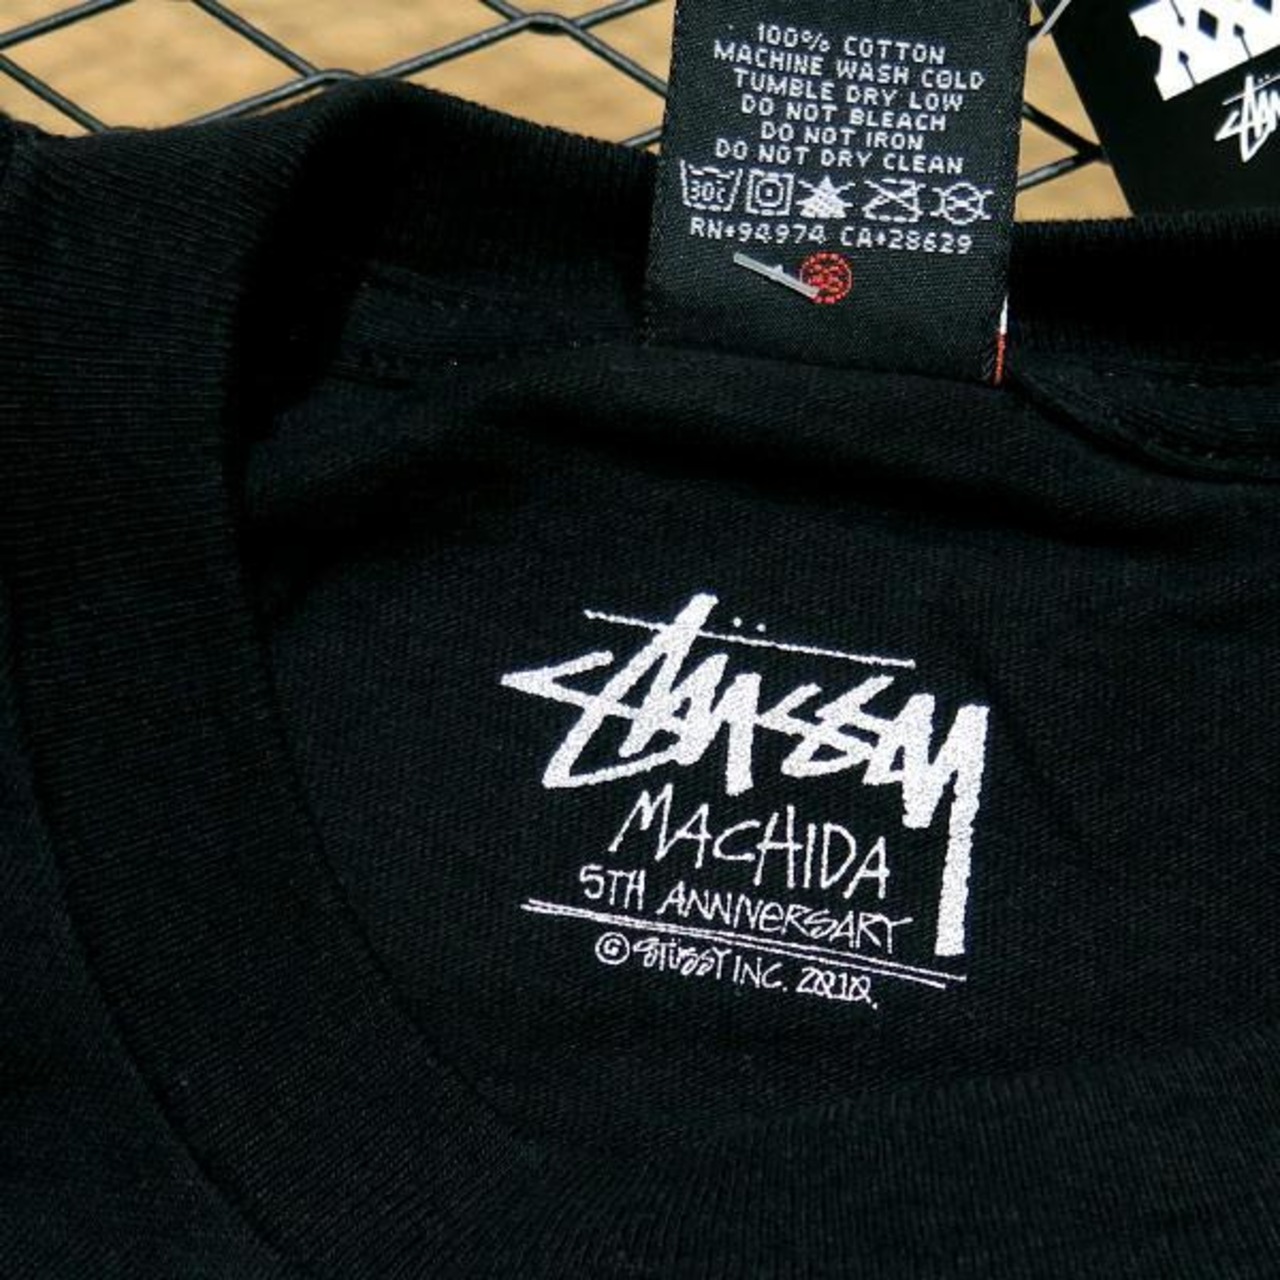 100% COTTON
MACHINE WASH COLD
TUMBLE DRY LOW
DO NOT BLEACH
DO NOT IRON
DO NOT DRY CLEAN
30C
RN#94974 CA#28629
STÜSSY
MACHIDA
5TH ANNIVERSARY
© STÜSSY INC. 2010.